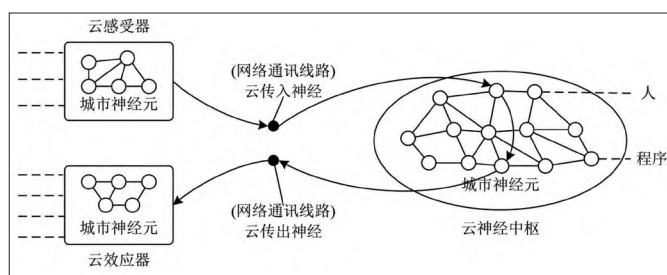 云感受器
城市神经元
(网络通讯线路)
云传入神经
人
程序
城市神经元
云神经中枢
城市神经元
云效应器
(网络通讯线路)
云传出神经